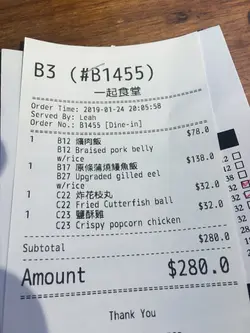 B3 (#B1455)
一起食堂
Order Time: 2019-01-24 20:05:58
Served By: Leah
Order No.: B1455 [Dine-in]
1 B12 爌肉飯 $78.0
B12 Braised pork belly
w/rice
1 B17 原條蒲燒鰻魚飯 $138.0
B27 Upgraded gilled eel
w/rice
1 C22 炸花枝丸 $32.0
C22 Fried Cutterfish ball
1 C23 鹽酥雞 $32.0
C23 Crispy popcorn chicken
Subtotal $280.0
Amount $280.0
Thank You